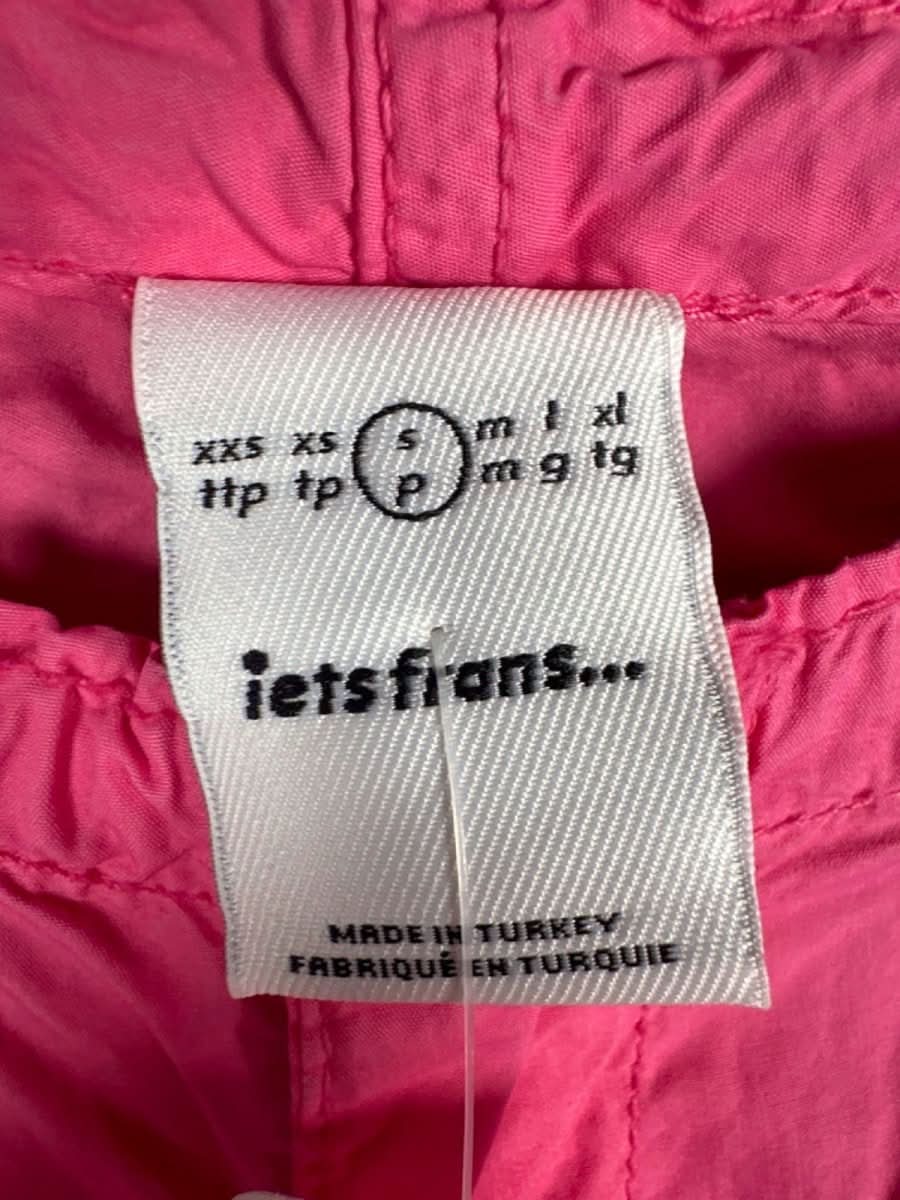 xxs xs s m l xl
ttp tp p m g tg
iets frans...
MADE IN TURKEY
FABRIQUÉ EN TURQUIE